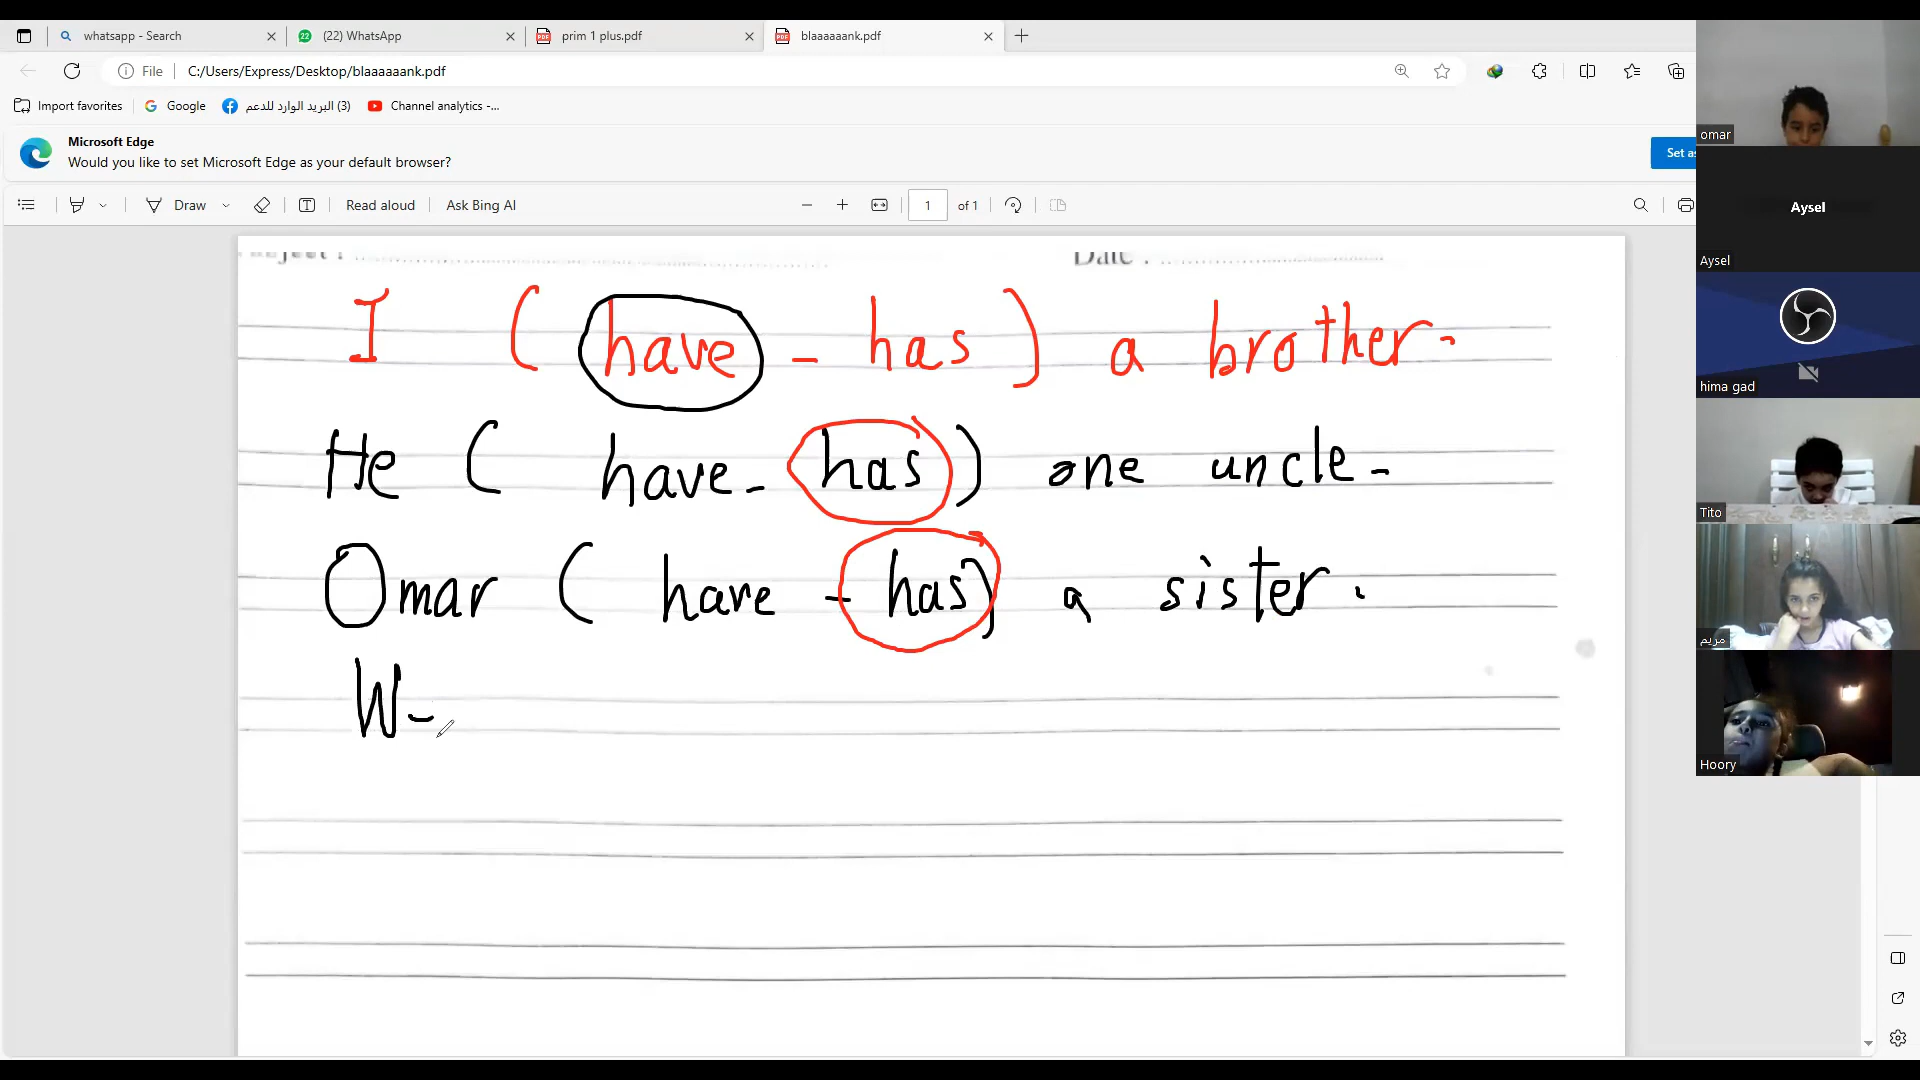 whatsapp - Search
(22) WhatsApp
prim 1 plus.pdf
blaaaaaank.pdf
File
C:/Users/Express/Desktop/blaaaaaank.pdf
Import favorites
Google
(3) البريد الوارد للدعم
Channel analytics -...
Microsoft Edge
Would you like to set Microsoft Edge as your default browser?
Set as
Draw
Read aloud
Ask Bing AI
1
of 1
Date :
I ( have - has ) a brother.
He ( have - has ) one uncle.
Omar ( have - has ) a sister.
W
omar
Aysel
Aysel
hima gad
Tito
مريم
Hoory